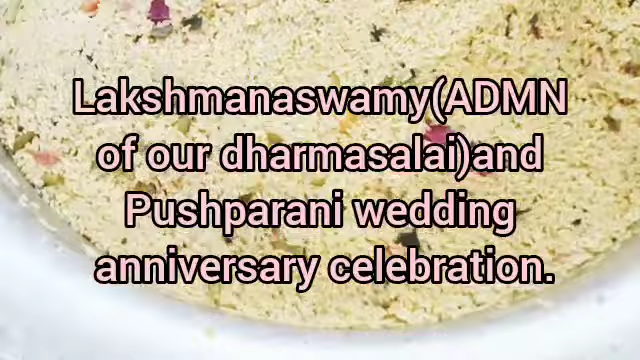 Lakshmanaswamy(ADMN
of our dharmasalai)and
Pushparani wedding
anniversary celebration.